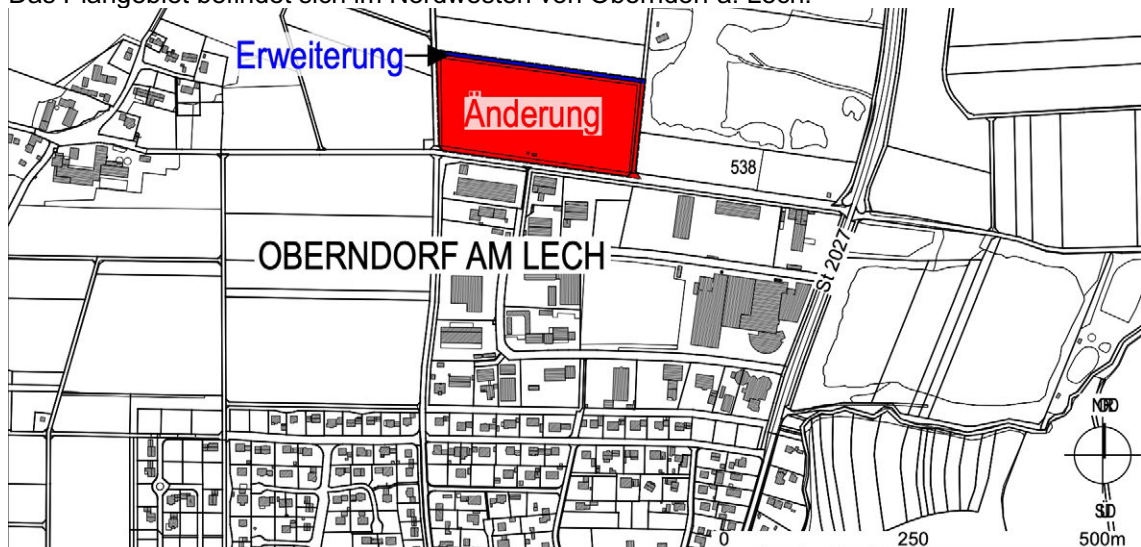 Das Plangebiet befindet sich im Nordwesten von Oberndorf a. Lech.
Erweiterung
Änderung
538
OBERNDORF AM LECH
St 2027
NORD
SÜD
0 250 500m